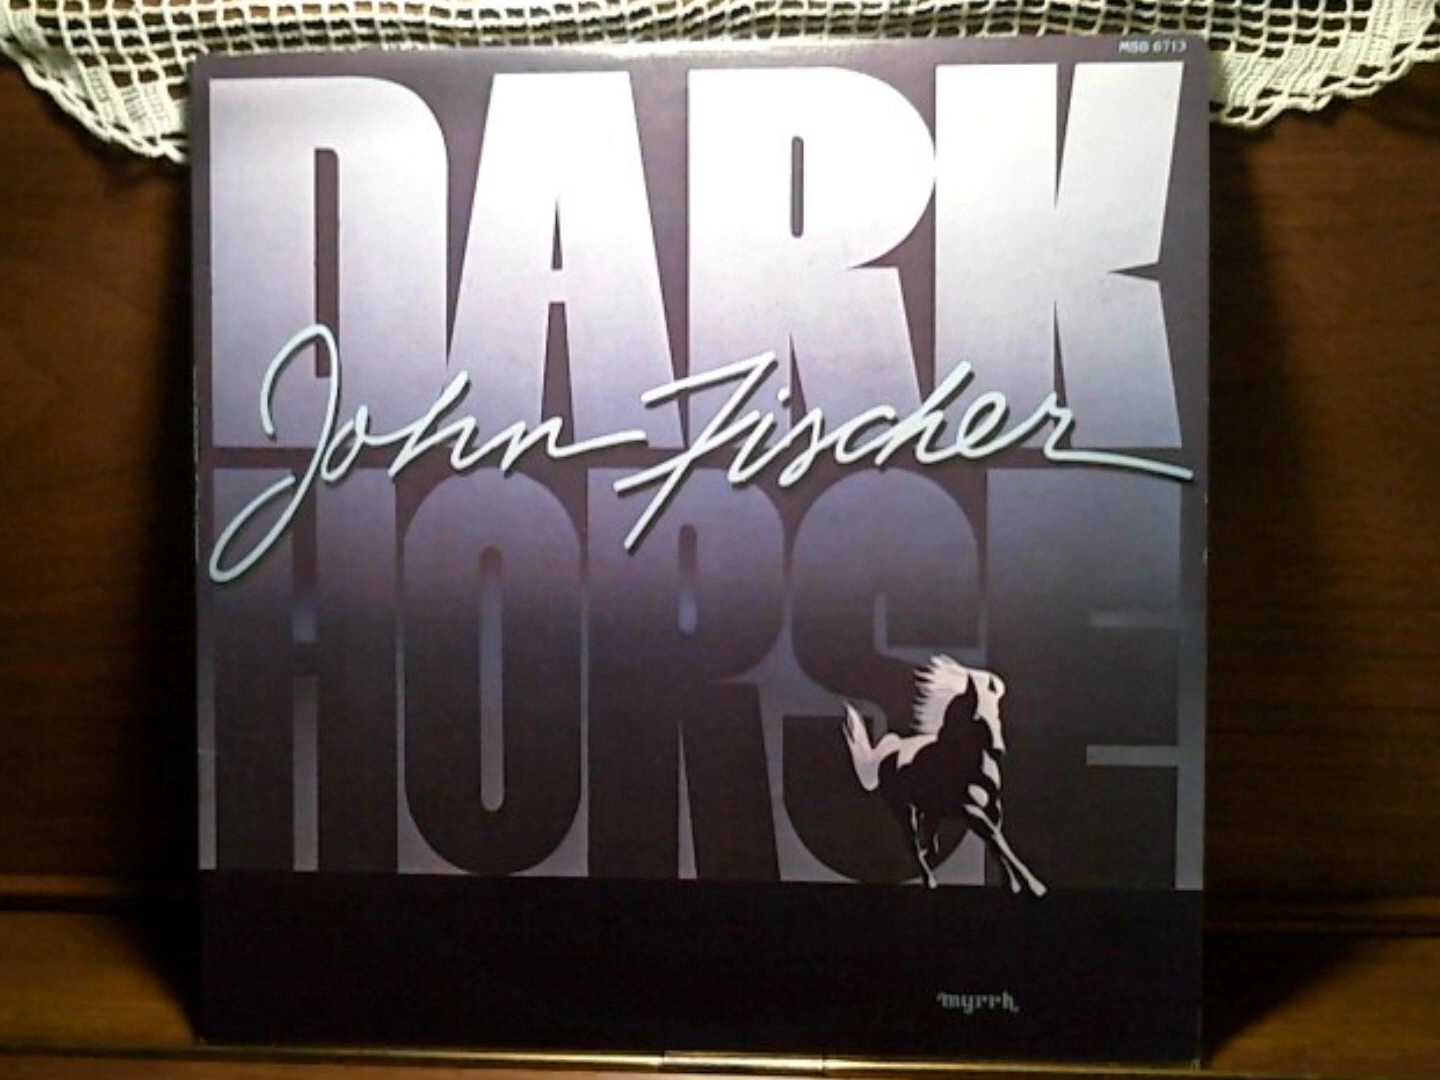 MSB 6713
DARK
John Fischer
HORSE
myrrh